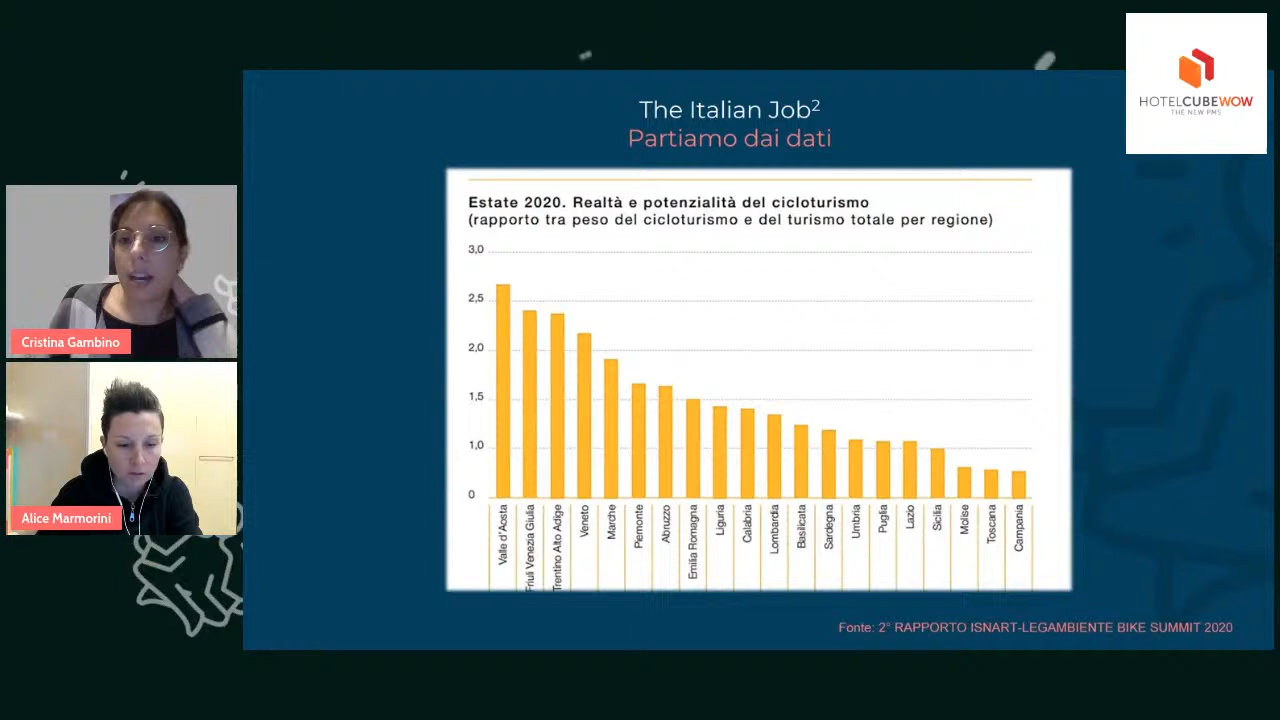 HOTELCUBEWOW
THE NEW PMS
The Italian Job²
Partiamo dai dati
Estate 2020. Realtà e potenzialità del cicloturismo
(rapporto tra peso del cicloturismo e del turismo totale per regione)
3,0
2,5
2,0
1,5
1,0
0
Valle d'Aosta
Friuli Venezia Giulia
Trentino Alto Adige
Veneto
Marche
Piemonte
Abruzzo
Emilia Romagna
Liguria
Calabria
Lombardia
Basilicata
Sardegna
Umbria
Puglia
Lazio
Sicilia
Molise
Toscana
Campania
Fonte: 2° RAPPORTO ISNART-LEGAMBIENTE BIKE SUMMIT 2020
Cristina Gambino
Alice Marmorini